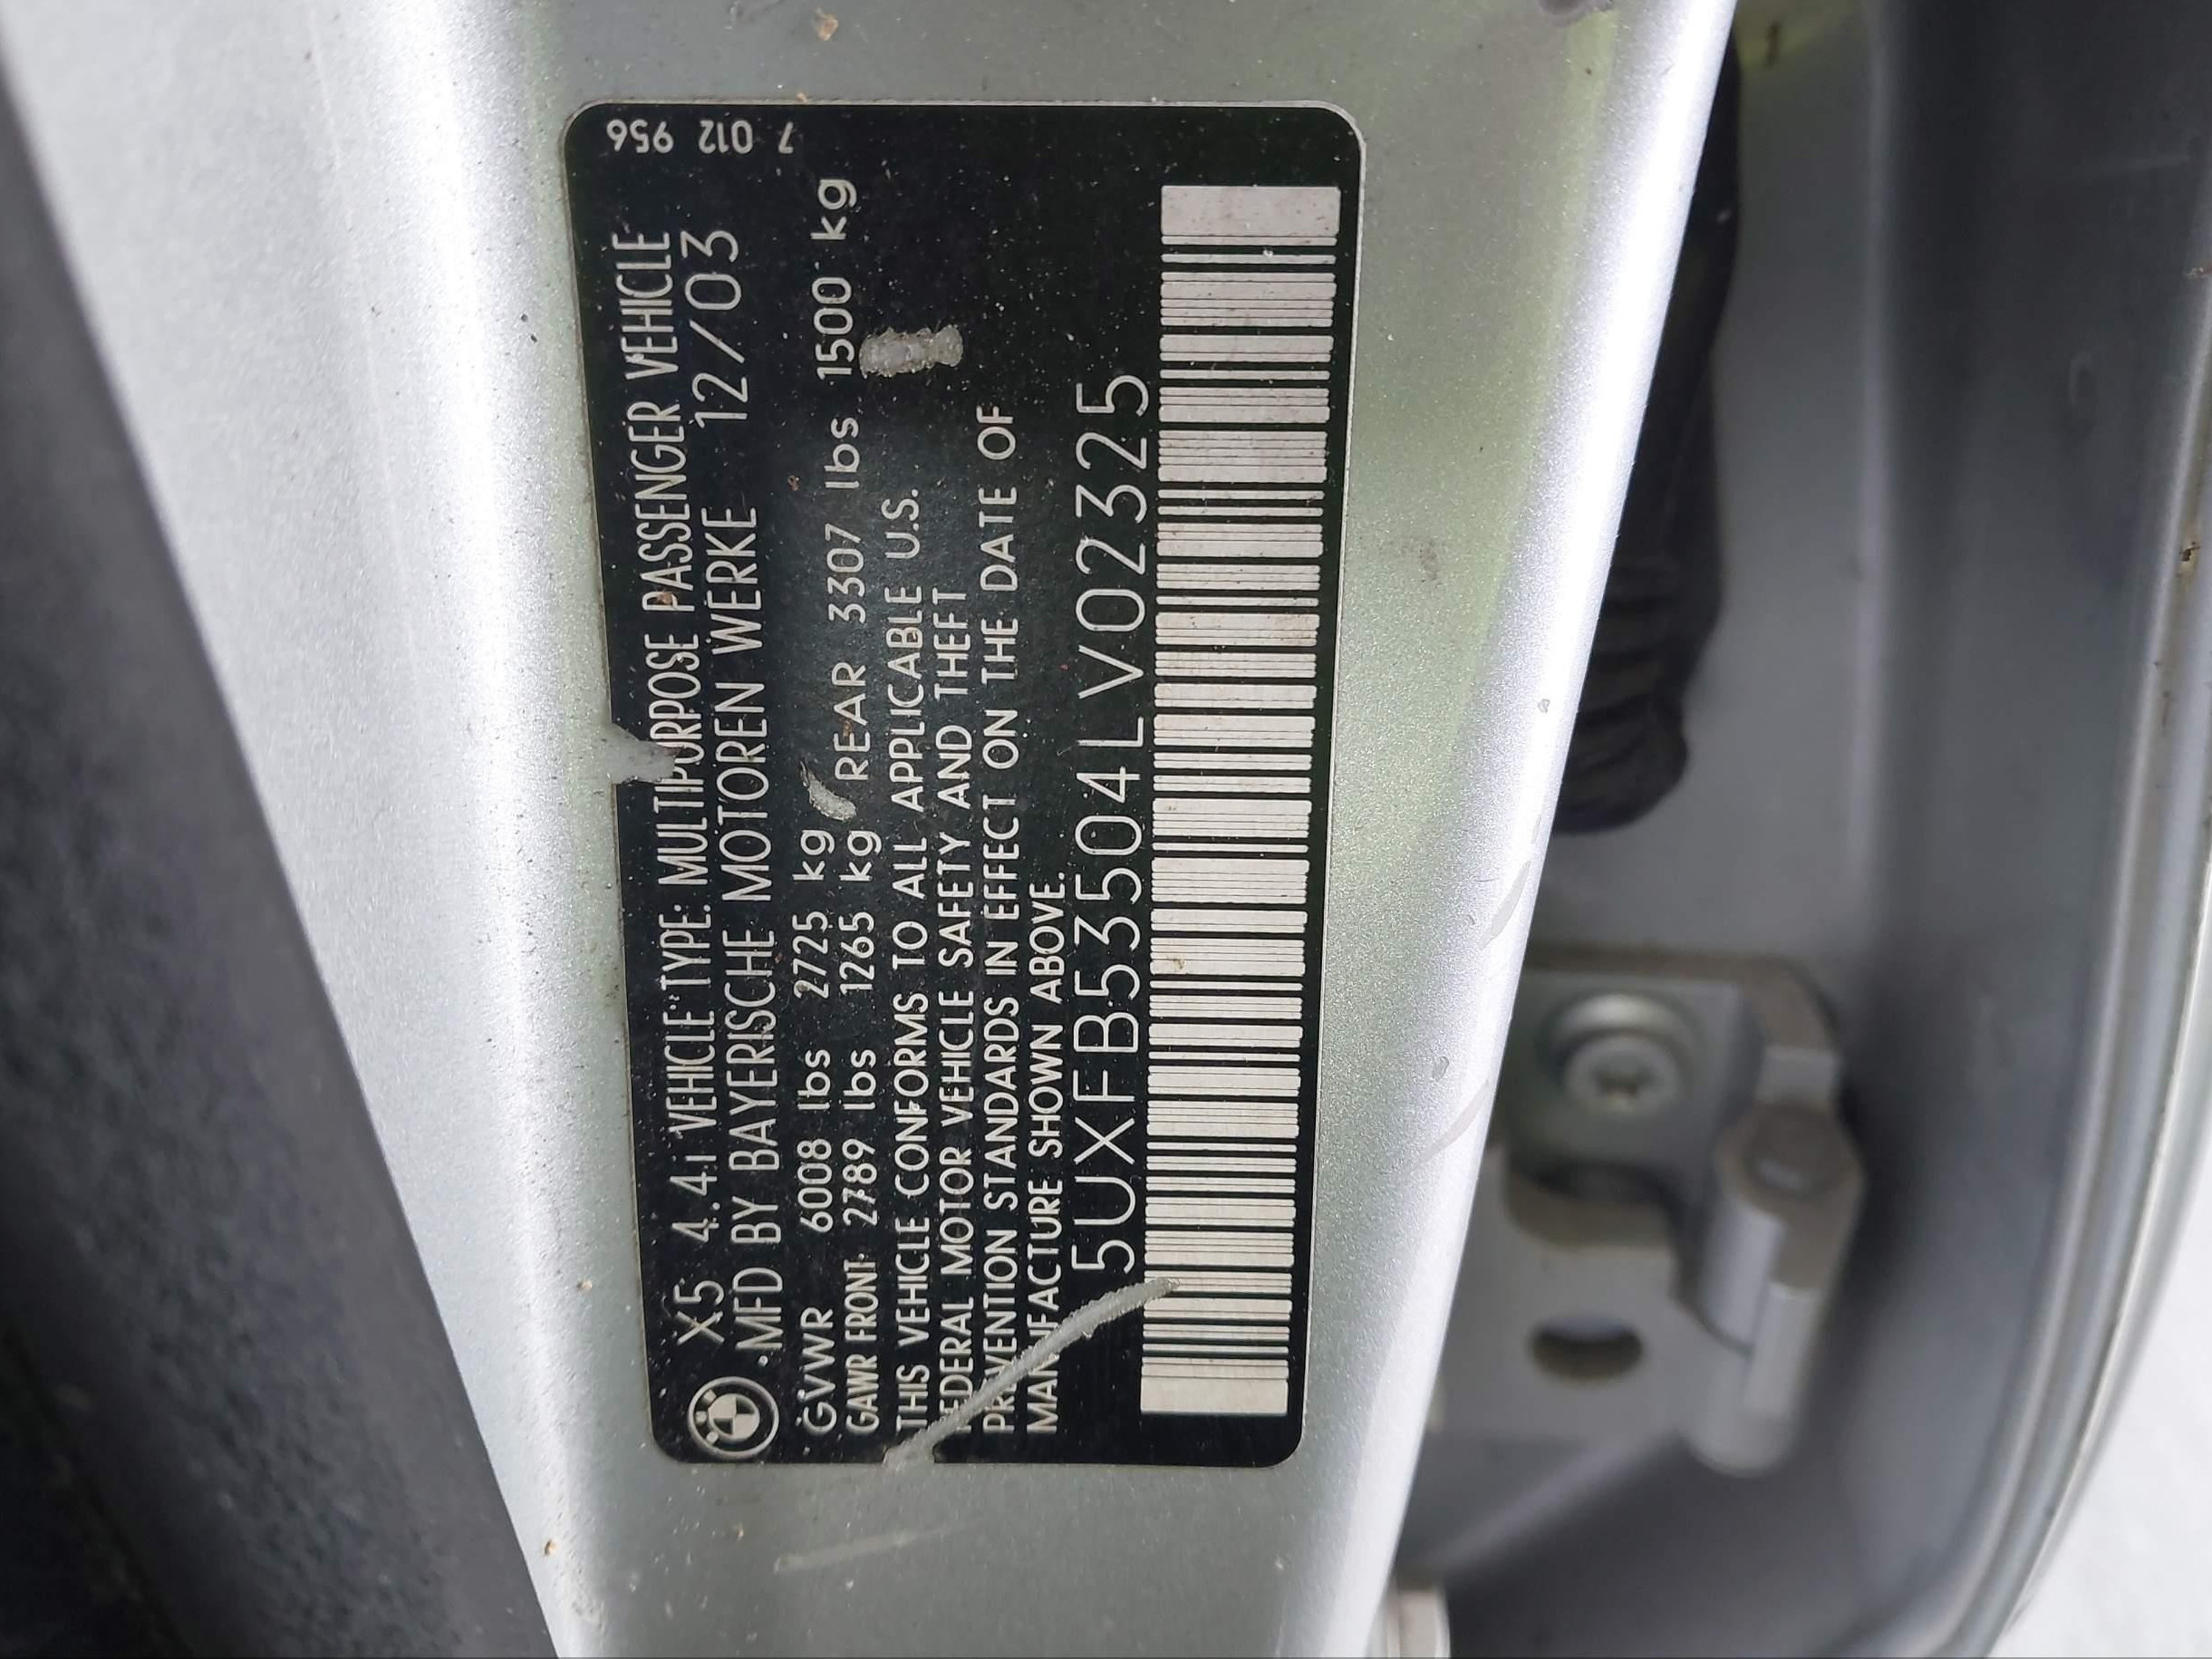 7 012 956
X5 4.4i VEHICLE TYPE: MULTIPURPOSE PASSENGER VEHICLE
MFD BY BAYERISCHE MOTOREN WERKE 12/03
GVWR 6008 lbs 2725 kg
GAWR FRONT: 2789 lbs 1265 kg REAR 3307 lbs 1500 kg
THIS VEHICLE CONFORMS TO ALL APPLICABLE U.S.
FEDERAL MOTOR VEHICLE SAFETY AND THEFT
PREVENTION STANDARDS IN EFFECT ON THE DATE OF
MANUFACTURE SHOWN ABOVE.
5UXFB53504LV02325